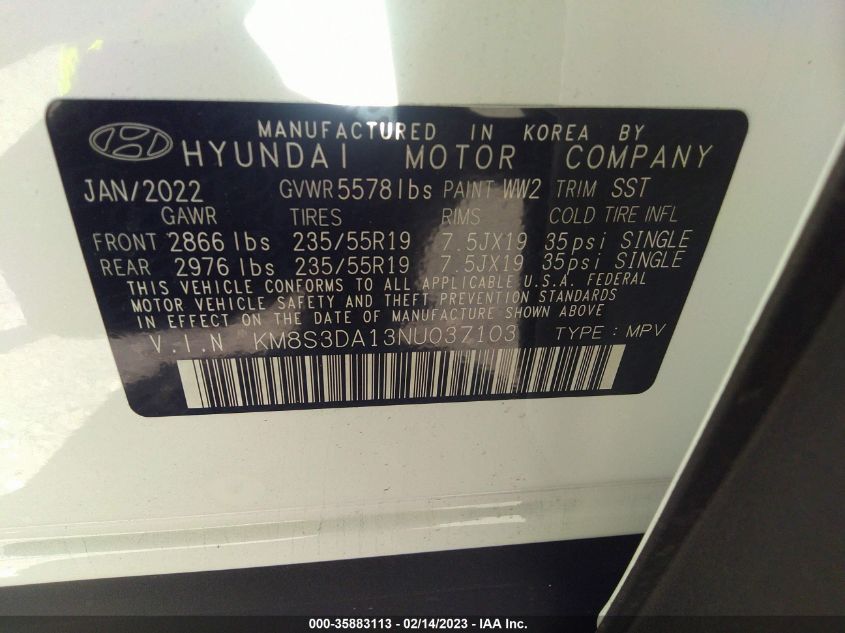 MANUFACTURED IN KOREA BY
HYUNDAI MOTOR COMPANY
JAN/2022 GVWR 5578lbs PAINT WW2 TRIM SST
GAWR TIRES RIMS COLD TIRE INFL
FRONT 2866 lbs 235/55R19 7.5JX19 35psi SINGLE
REAR 2976 lbs 235/55R19 7.5JX19 35psi SINGLE
THIS VEHICLE CONFORMS TO ALL APPLICABLE U.S.A. FEDERAL
MOTOR VEHICLE SAFETY AND THEFT PREVENTION STANDARDS
IN EFFECT ON THE DATE OF MANUFACTURE SHOWN ABOVE
V.I.N KM8S3DA13NU037103 TYPE : MPV
000-35883113 - 02/14/2023 - IAA Inc.